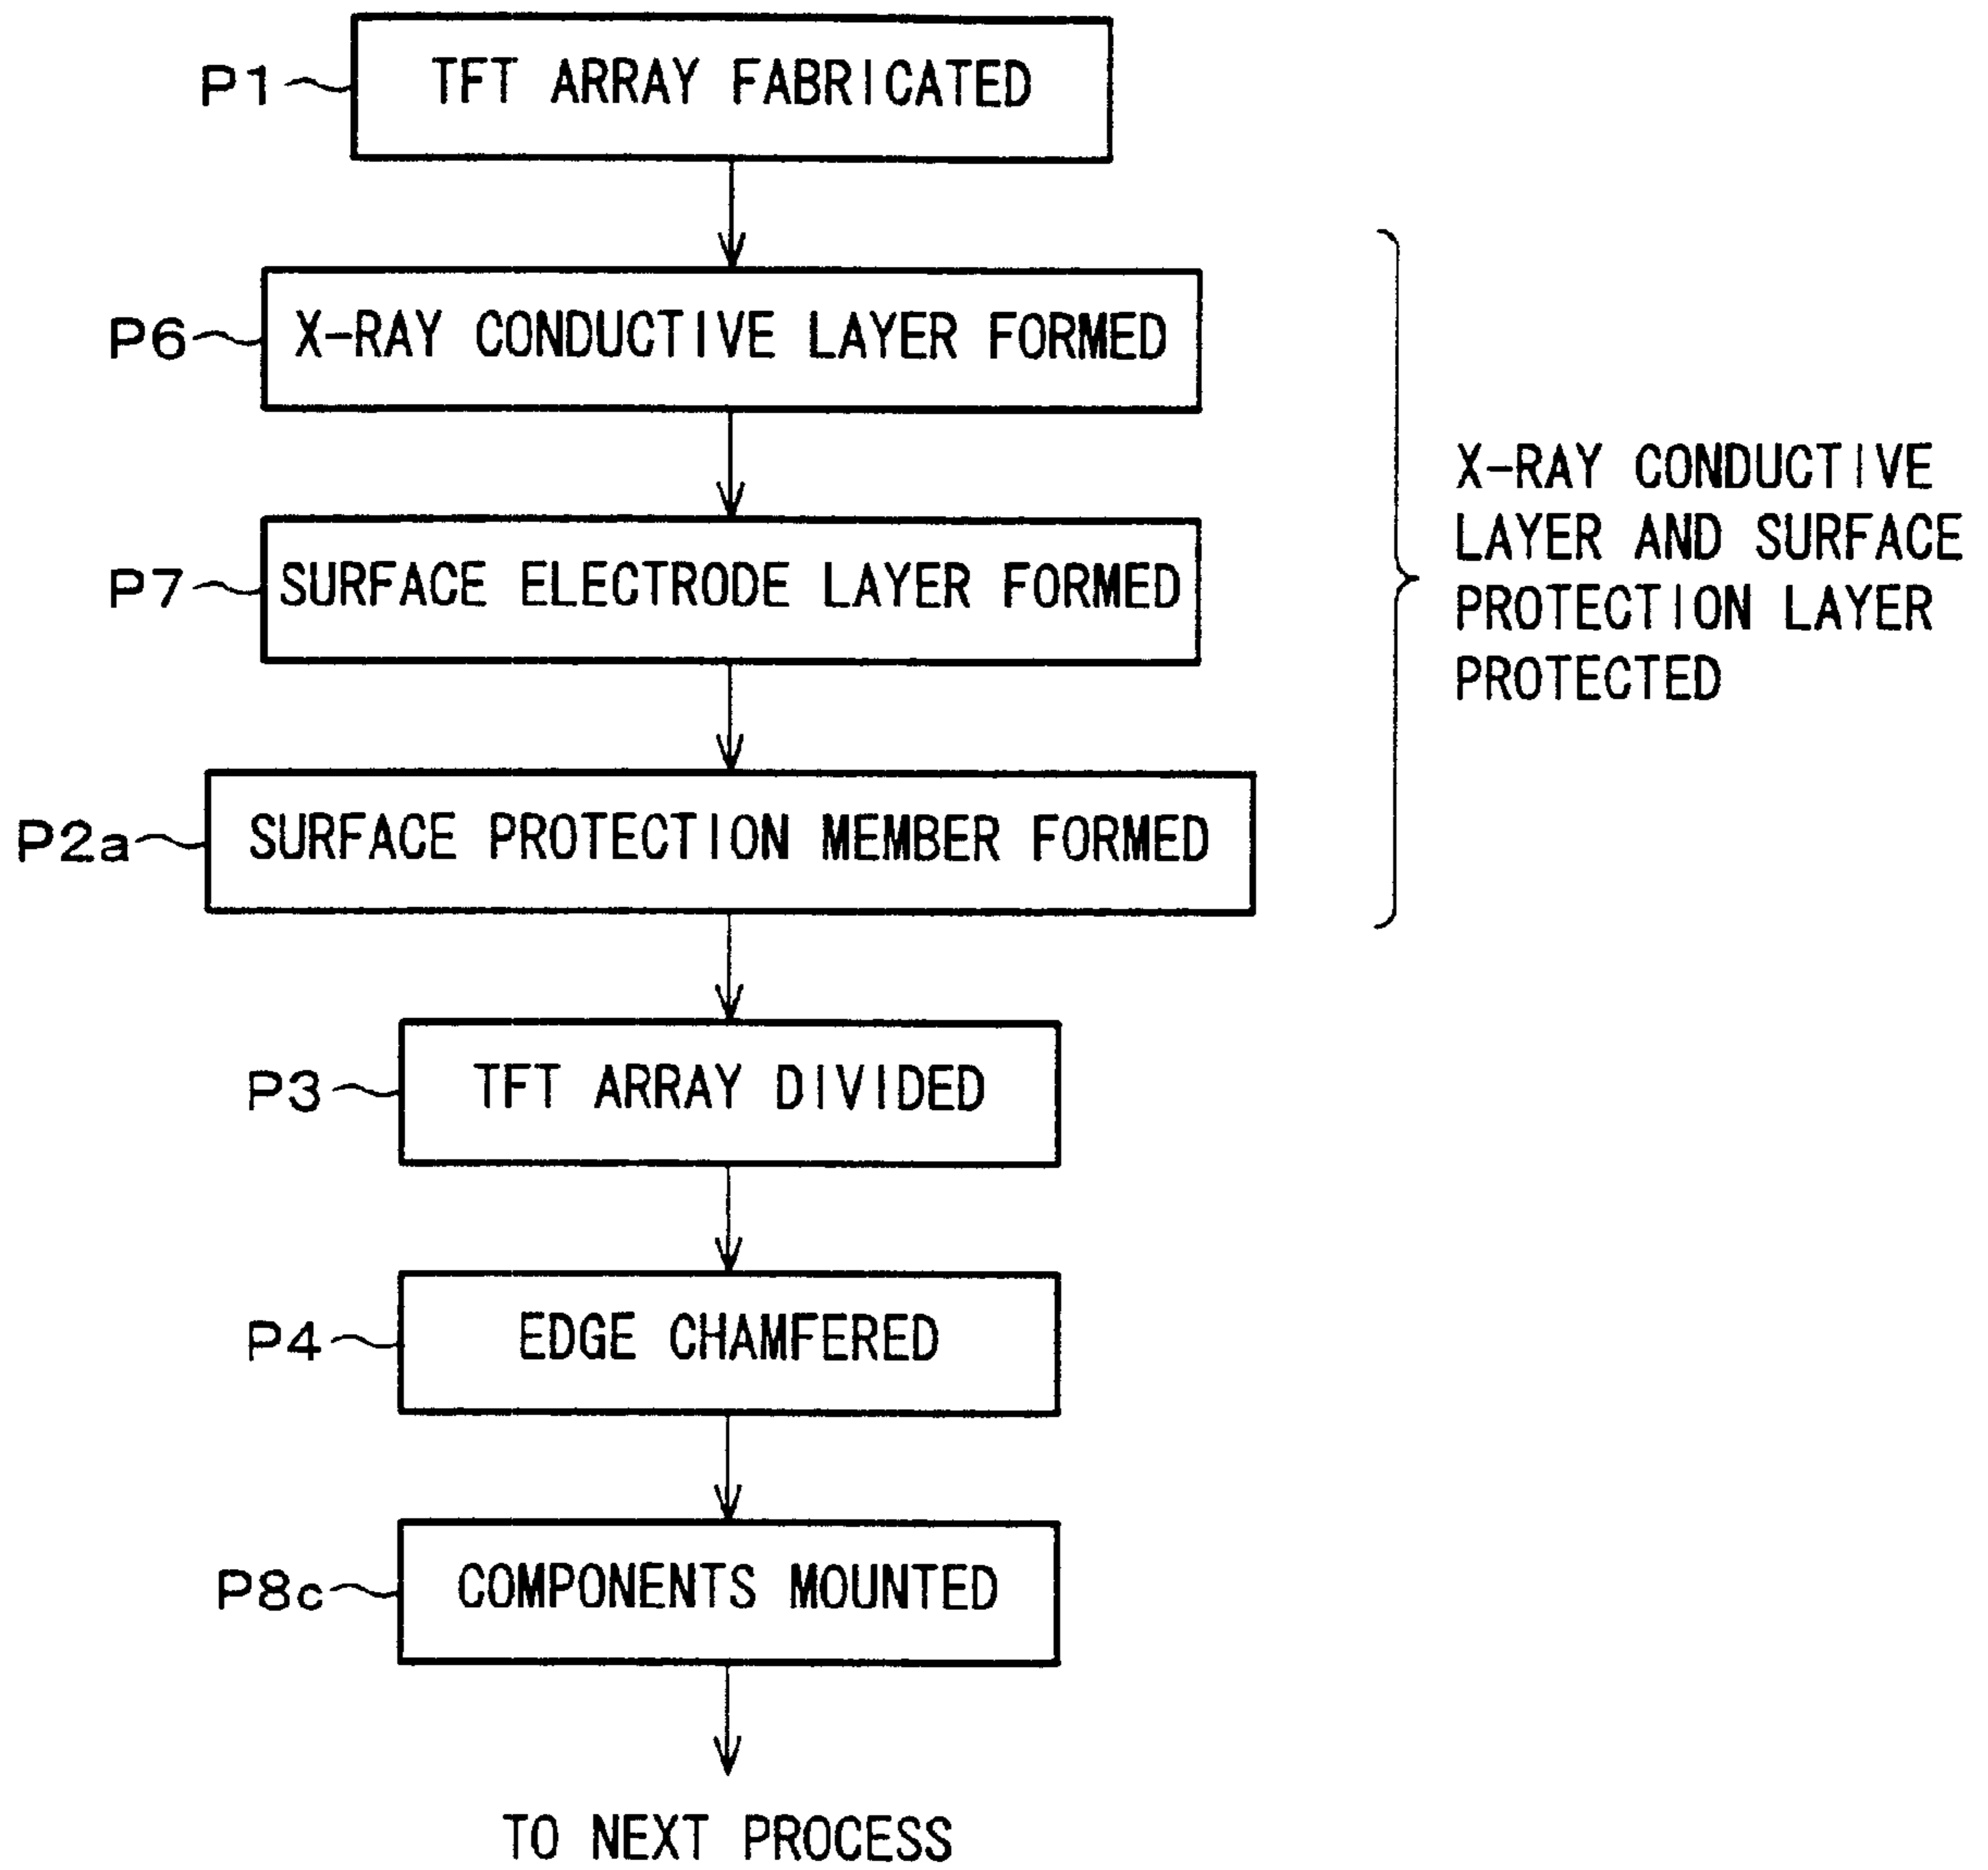 P1 TFT ARRAY FABRICATED
P6 X-RAY CONDUCTIVE LAYER FORMED
P7 SURFACE ELECTRODE LAYER FORMED
P2a SURFACE PROTECTION MEMBER FORMED
X-RAY CONDUCTIVE
LAYER AND SURFACE
PROTECTION LAYER
PROTECTED
P3 TFT ARRAY DIVIDED
P4 EDGE CHAMFERED
P8c COMPONENTS MOUNTED
TO NEXT PROCESS